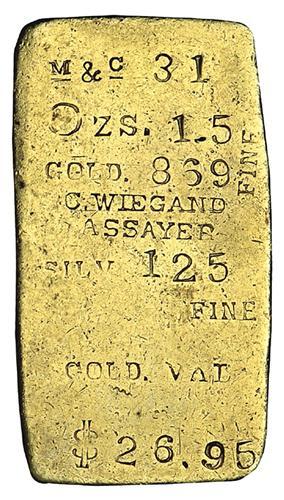 M & C 31
OZS. 1.5
GOLD. 869 FINE
C. WIEGAND
ASSAYER
SILV. 125
FINE
GOLD. VAL
$ 26.95